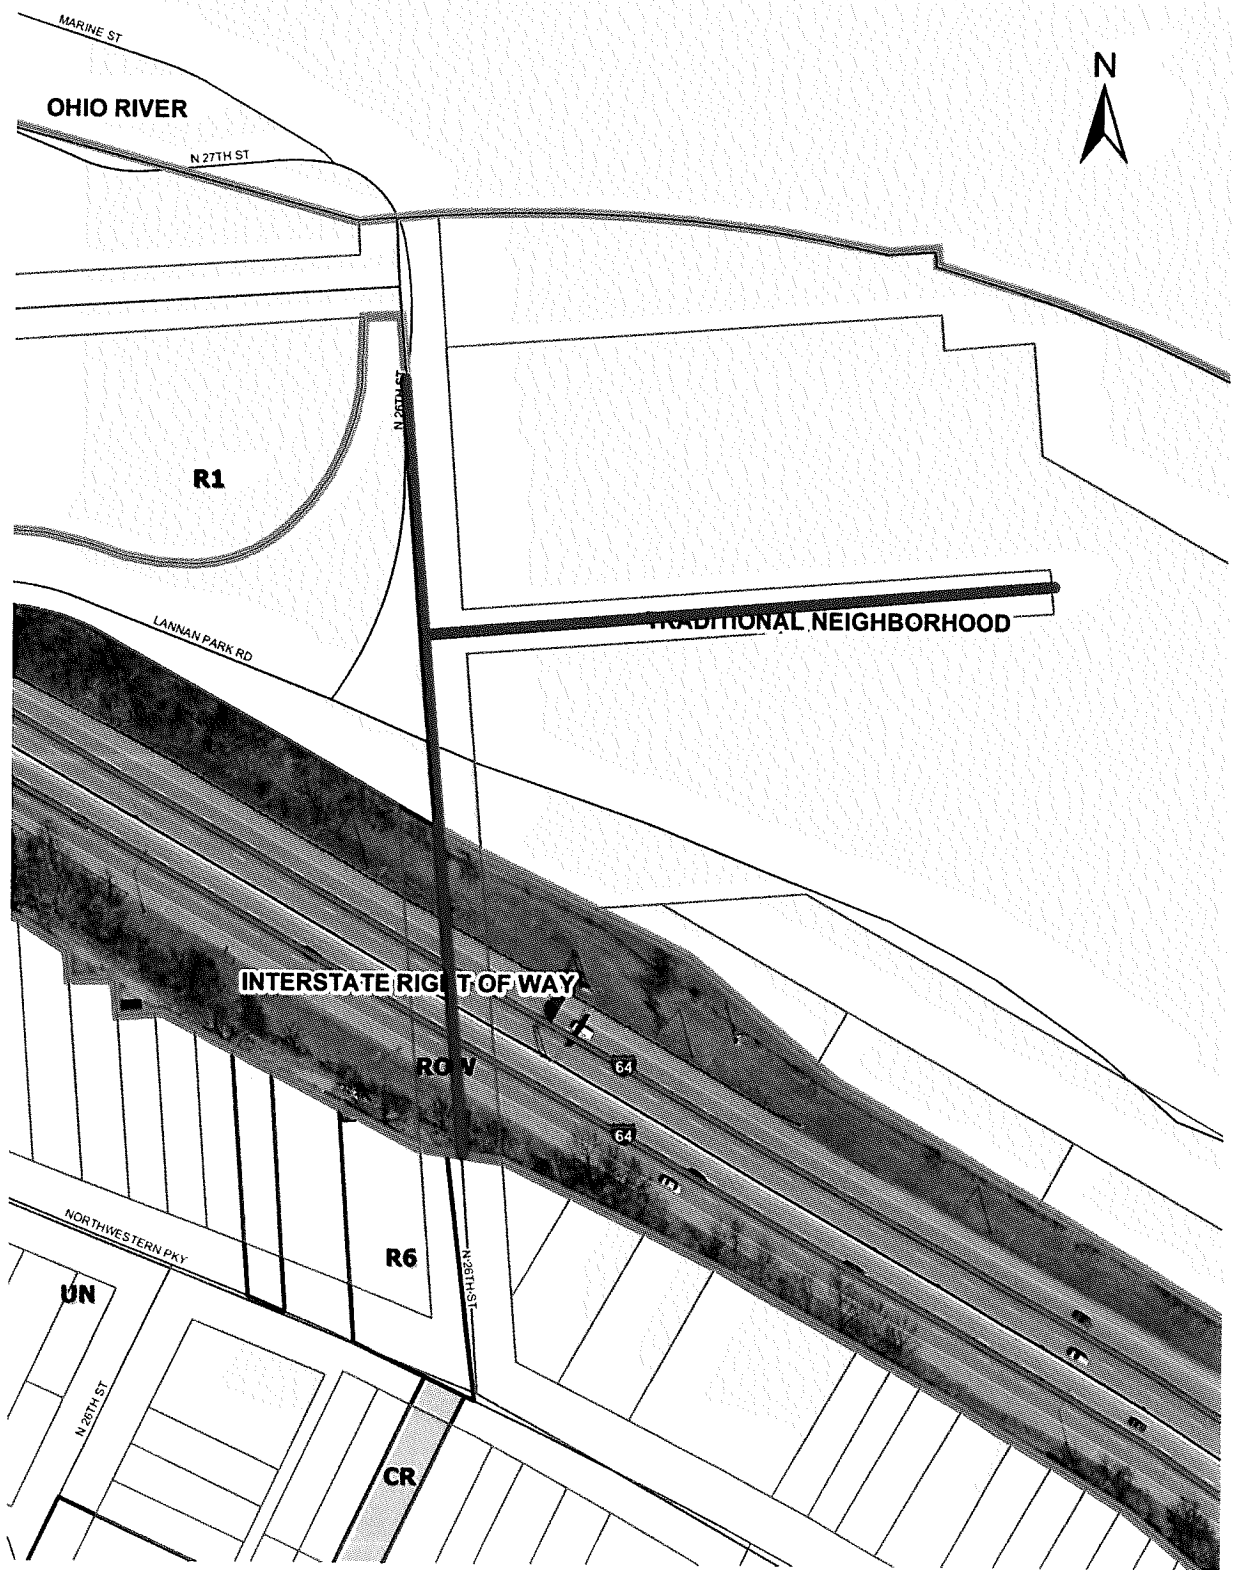 MARINE ST
N
OHIO RIVER
N 27TH ST
N 26TH ST
R1
TRADITIONAL NEIGHBORHOOD
LANNAN PARK RD
INTERSTATE RIGHT OF WAY
ROW
64
64
NORTHWESTERN PKY
R6
N 26TH ST
UN
N 26TH ST
CR